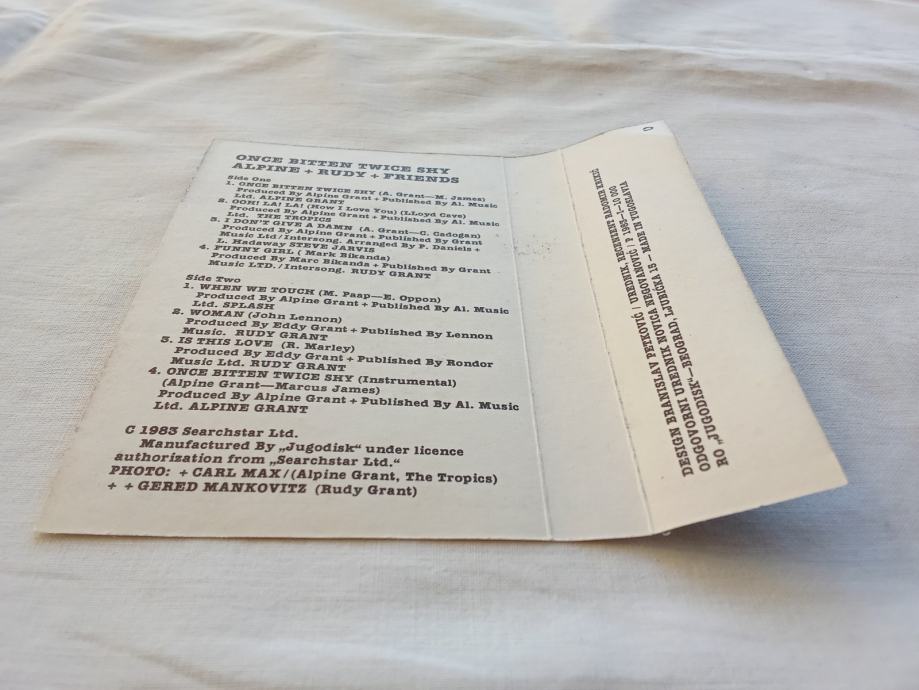 ONCE BITTEN TWICE SHY
ALPINE + RUDY + FRIENDS
Side One
1. ONCE BITTEN TWICE SHY (A. Grant—M. James)
Produced By Alpine Grant + Published By Al. Music
Ltd. ALPINE GRANT
2. OOH! LA! LA! (How I Love You) (LLoyd Cave)
Produced By Alpine Grant + Published By Al. Music
Ltd. THE TROPICS
3. I DON'T GIVE A DAMN (A. Grant—C. Cadogan)
Produced By Alpine Grant + Published By Grant
Music Ltd/Intersong. Arranged By P. Daniels +
L. Hadaway STEVE JARVIS
4. FUNNY GIRL ( Mark Bikanda)
Produced By Marc Bikanda + Published By Grant
Music LTD./Intersong. RUDY GRANT
Side Two
1. WHEN WE TOUCH (M. Paap—E. Oppon)
Produced By Alpine Grant + Published By Al. Music
Ltd. SPLASH
2. WOMAN (John Lennon)
Produced By Eddy Grant + Published By Lennon
Music. RUDY GRANT
3. IS THIS LOVE (R. Marley)
Produced By Eddy Grant + Published By Rondor
Music Ltd. RUDY GRANT
4. ONCE BITTEN TWICE SHY (Instrumental)
(Alpine Grant—Marcus James)
Produced By Alpine Grant + Published By Al. Music
Ltd. ALPINE GRANT
C 1983 Searchstar Ltd.
Manufactured By „Jugodisk“ under licence
authorization from „Searchstar Ltd.“
PHOTO: + CARL MAX/(Alpine Grant, The Tropics)
+ + GERED MANKOVITZ (Rudy Grant)
DESIGN BRANISLAV PETKOVIĆ / UREDNIK, RECENZENT RADOMIR
ODGOVORNI UREDNIK NOVICA NEGOVANOVIĆ / P 1985.—1—10 000
RO „JUGODISK“—BEOGRAD, LJUBIĆKA 15 — MADE IN YUGOSLAVIA